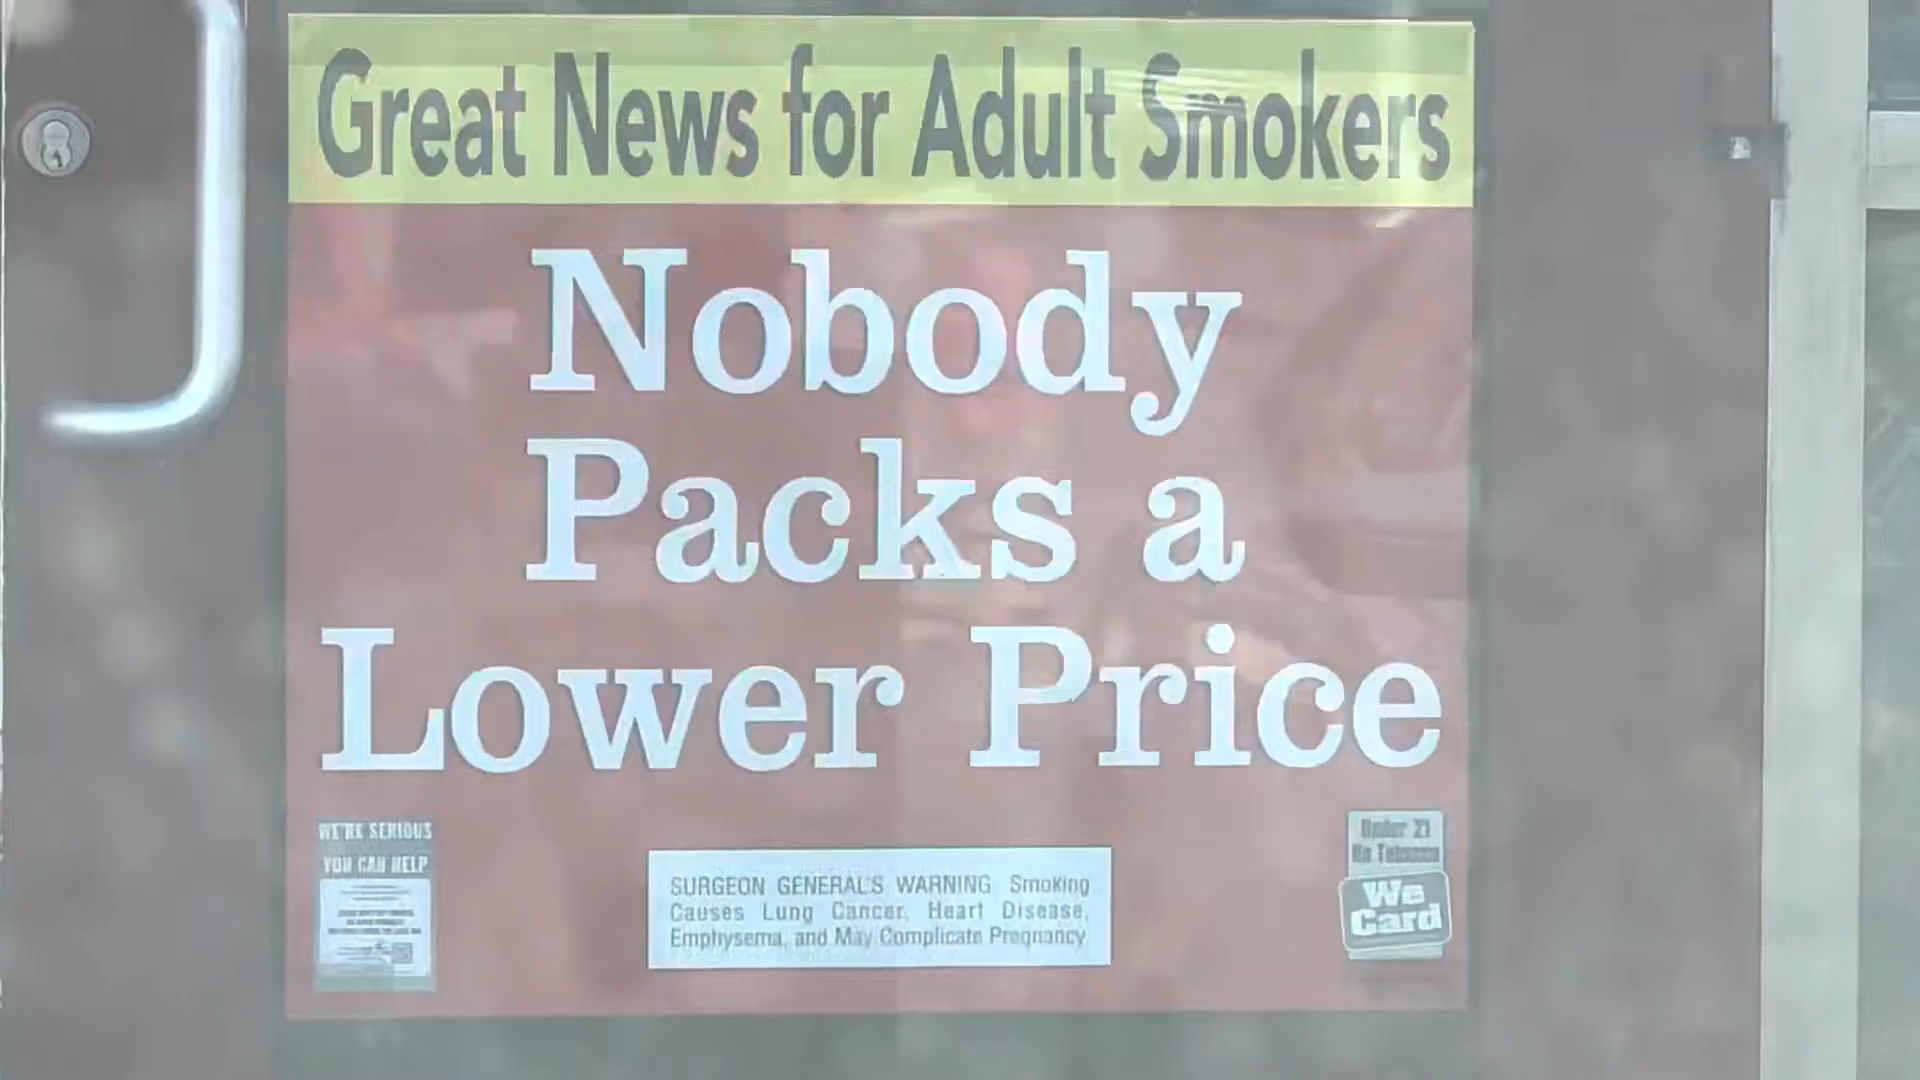 Great News for Adult Smokers
Nobody
Packs a
Lower Price
WE'RE SERIOUS
YOU CAN HELP
SURGEON GENERAL'S WARNING: Smoking
Causes Lung Cancer, Heart Disease,
Emphysema, and May Complicate Pregnancy.
Under 21
No Tobacco
We
Card